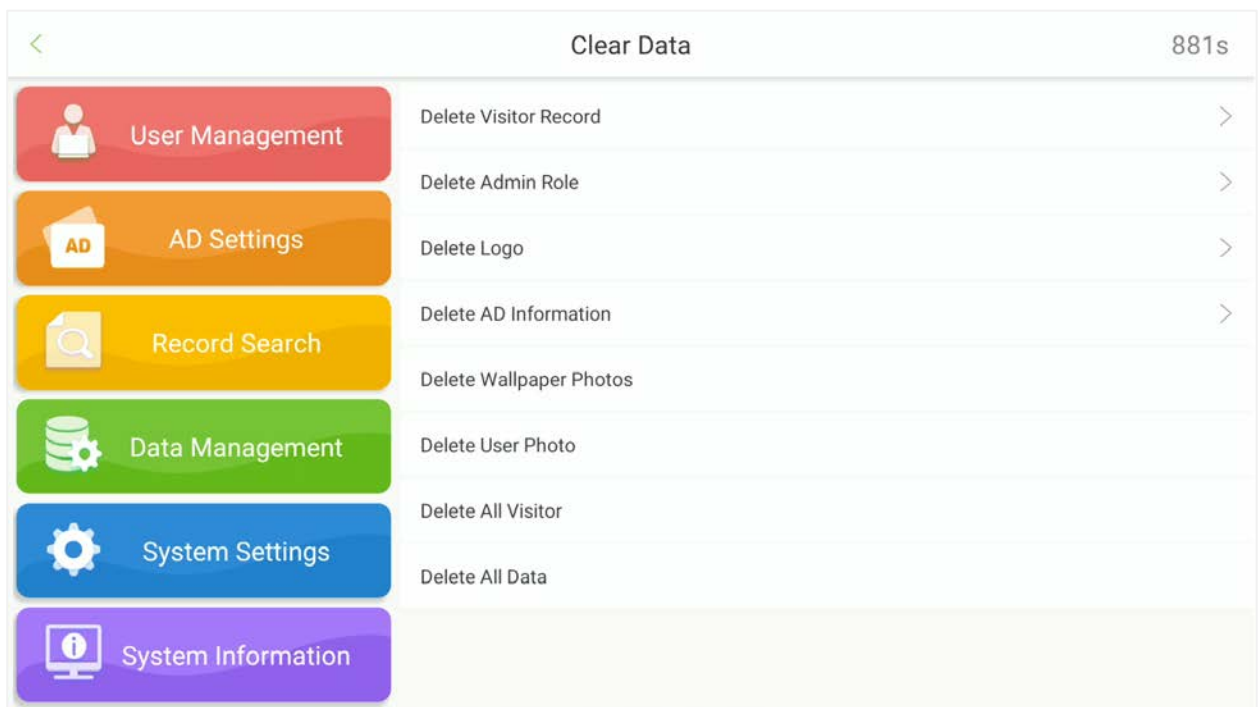 Clear Data
881s
User Management
AD
AD Settings
Record Search
Data Management
System Settings
System Information
Delete Visitor Record
Delete Admin Role
Delete Logo
Delete AD Information
Delete Wallpaper Photos
Delete User Photo
Delete All Visitor
Delete All Data